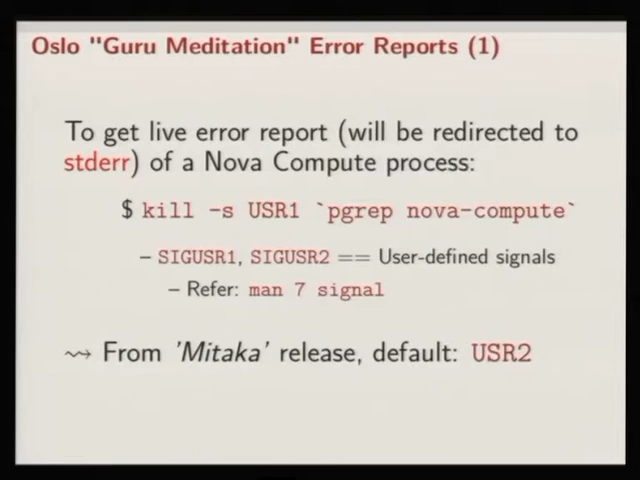 Oslo "Guru Meditation" Error Reports (1)
To get live error report (will be redirected to
stderr) of a Nova Compute process:
$ kill -s USR1 `pgrep nova-compute`
– SIGUSR1, SIGUSR2 == User-defined signals
– Refer: man 7 signal
⇝ From 'Mitaka' release, default: USR2